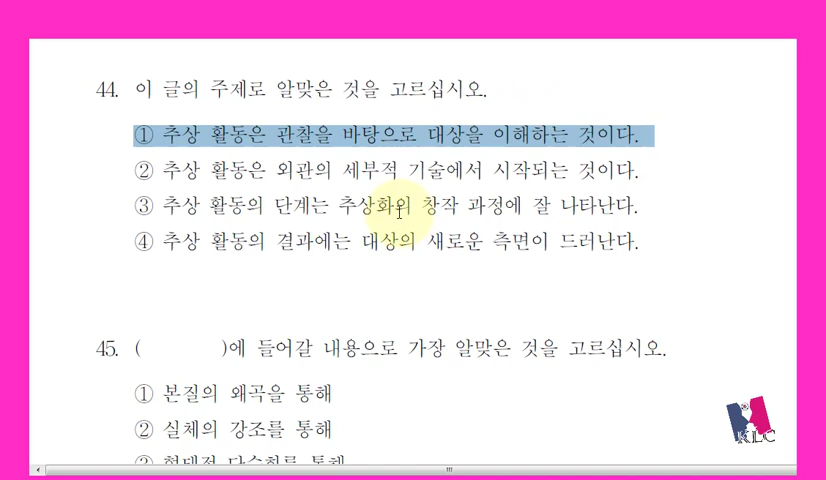 44. 이 글의 주제로 알맞은 것을 고르십시오.
① 추상 활동은 관찰을 바탕으로 대상을 이해하는 것이다.
② 추상 활동은 외관의 세부적 기술에서 시작되는 것이다.
③ 추상 활동의 단계는 추상화의 창작 과정에 잘 나타난다.
④ 추상 활동의 결과에는 대상의 새로운 측면이 드러난다.
45. ( )에 들어갈 내용으로 가장 알맞은 것을 고르십시오.
① 본질의 왜곡을 통해
② 실체의 강조를 통해
통해
KLC